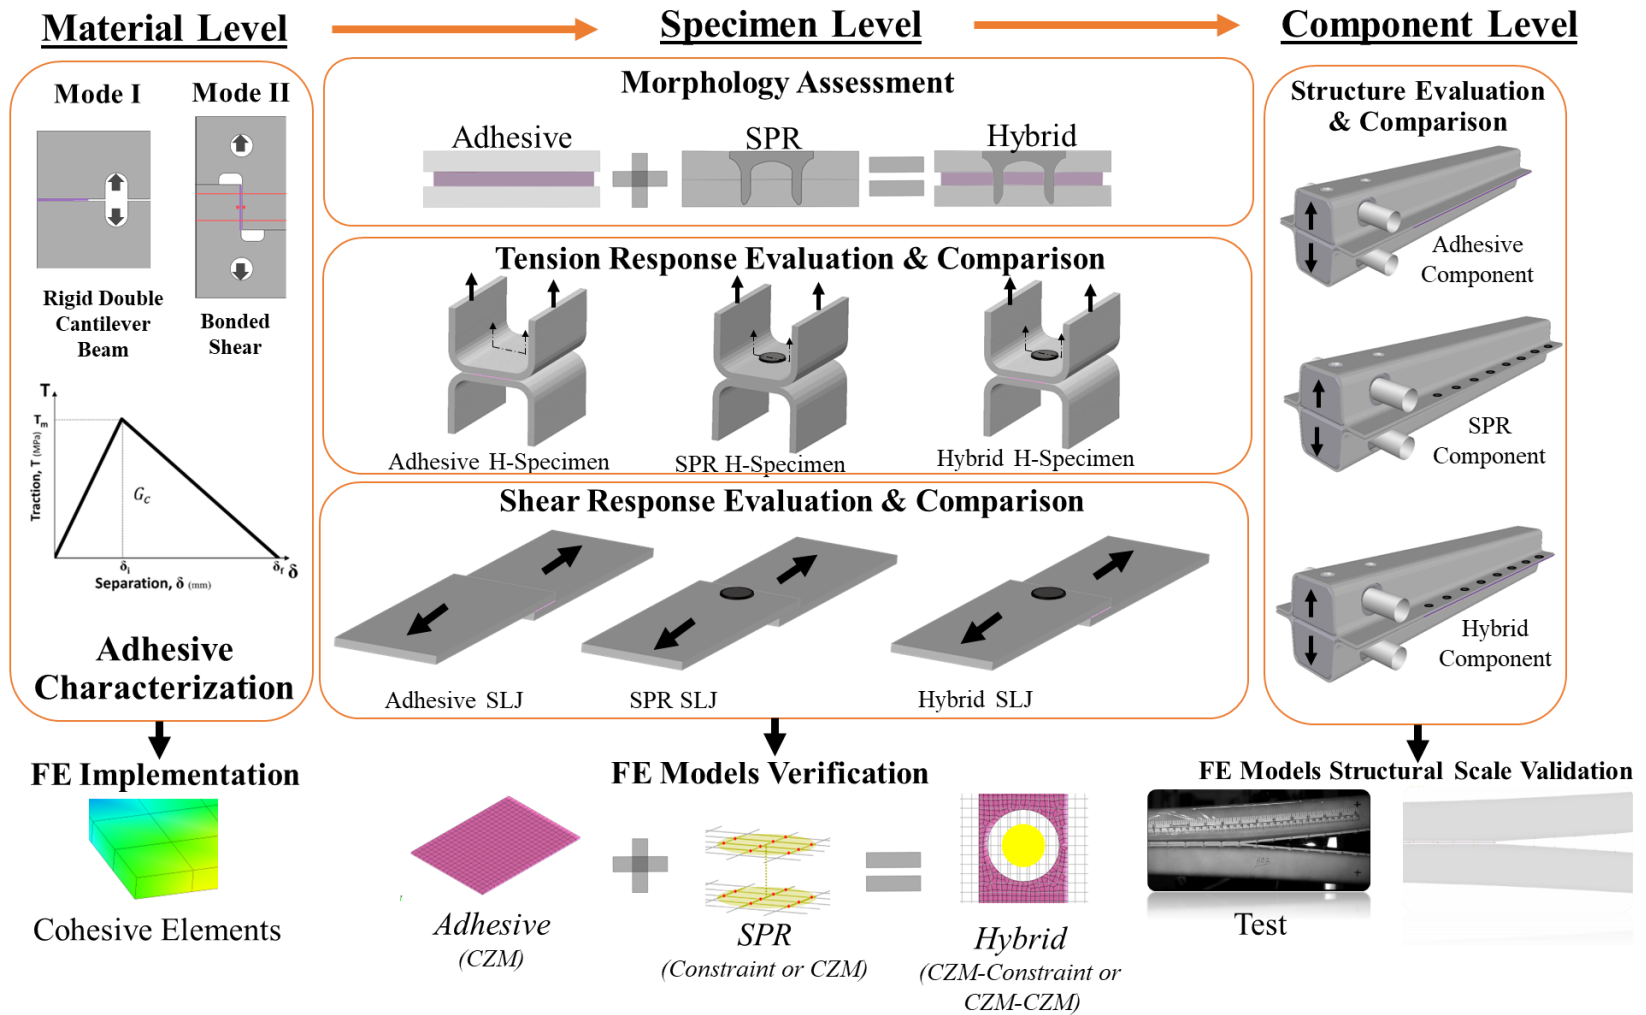 Material Level
Specimen Level
Component Level
Mode I
Mode II
Rigid Double
Cantilever
Beam
Bonded
Shear
T
Tm
Traction, T (MPa)
Gc
δi
δf δ
Separation, δ (mm)
Adhesive
Characterization
FE Implementation
Cohesive Elements
Morphology Assessment
Adhesive
SPR
Hybrid
Tension Response Evaluation & Comparison
Adhesive H-Specimen
SPR H-Specimen
Hybrid H-Specimen
Shear Response Evaluation & Comparison
Adhesive SLJ
SPR SLJ
Hybrid SLJ
FE Models Verification
Adhesive
(CZM)
SPR
(Constraint or CZM)
Hybrid
(CZM-Constraint or
CZM-CZM)
Structure Evaluation
& Comparison
Adhesive
Component
SPR
Component
Hybrid
Component
FE Models Structural Scale Validation
Test